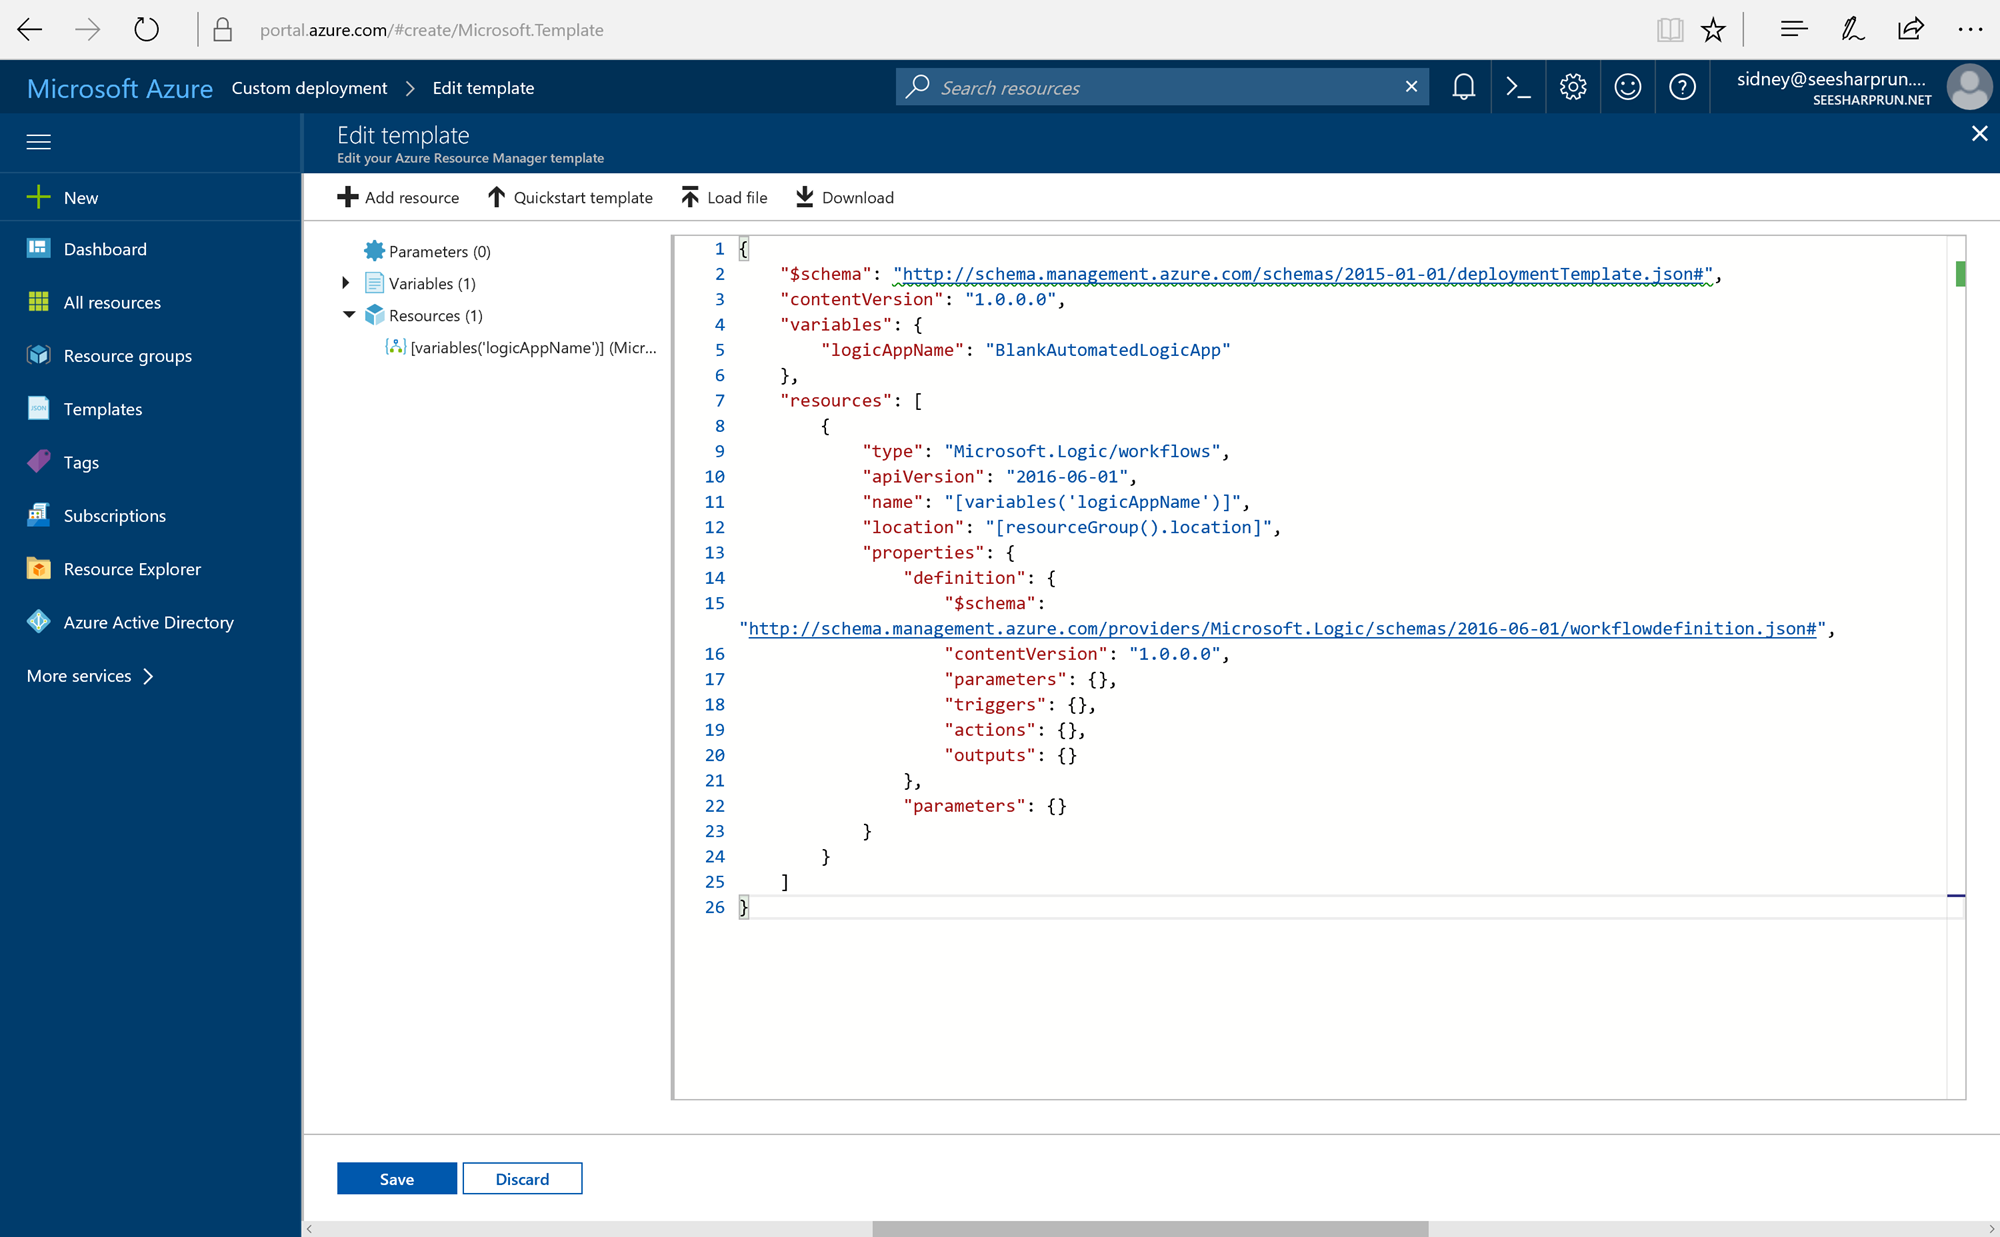 portal.azure.com/#create/Microsoft.Template
Microsoft Azure Custom deployment > Edit template
Search resources
sidney@seesharprun....
SEESHARPRUN.NET
Edit template
Edit your Azure Resource Manager template
New
Dashboard
All resources
Resource groups
Templates
Tags
Subscriptions
Resource Explorer
Azure Active Directory
More services
Add resource Quickstart template Load file Download
Parameters (0)
Variables (1)
Resources (1)
[variables('logicAppName')] (Micr...
1 {
2 "$schema": "http://schema.management.azure.com/schemas/2015-01-01/deploymentTemplate.json#",
3 "contentVersion": "1.0.0.0",
4 "variables": {
5 "logicAppName": "BlankAutomatedLogicApp"
6 },
7 "resources": [
8 {
9 "type": "Microsoft.Logic/workflows",
10 "apiVersion": "2016-06-01",
11 "name": "[variables('logicAppName')]",
12 "location": "[resourceGroup().location]",
13 "properties": {
14 "definition": {
15 "$schema":
"http://schema.management.azure.com/providers/Microsoft.Logic/schemas/2016-06-01/workflowdefinition.json#",
16 "contentVersion": "1.0.0.0",
17 "parameters": {},
18 "triggers": {},
19 "actions": {},
20 "outputs": {}
21 },
22 "parameters": {}
23 }
24 }
25 ]
26 }
Save Discard